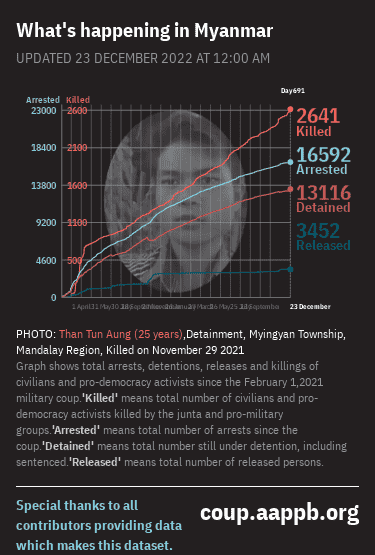 What's happening in Myanmar
UPDATED 23 DECEMBER 2022 AT 12:00 AM
Day691
Arrested Killed
23000 2600
2641
Killed
18400 2100
16592
Arrested
13800 1600
13116
Detained
9200 1100
3452
Released
4600 500
0
23 December
PHOTO: Than Tun Aung (25 years),Detainment, Myingyan Township,
Mandalay Region, Killed on November 29 2021
Graph shows total arrests, detentions, releases and killings of
civilians and pro-democracy activists since the February 1,2021
military coup.'Killed' means total number of civilians and pro-
democracy activists killed by the junta and pro-military
groups.'Arrested' means total number of arrests since the
coup.'Detained' means total number still under detention, including
sentenced.'Released' means total number of released persons.
Special thanks to all
contributors providing data
which makes this dataset.
coup.aappb.org